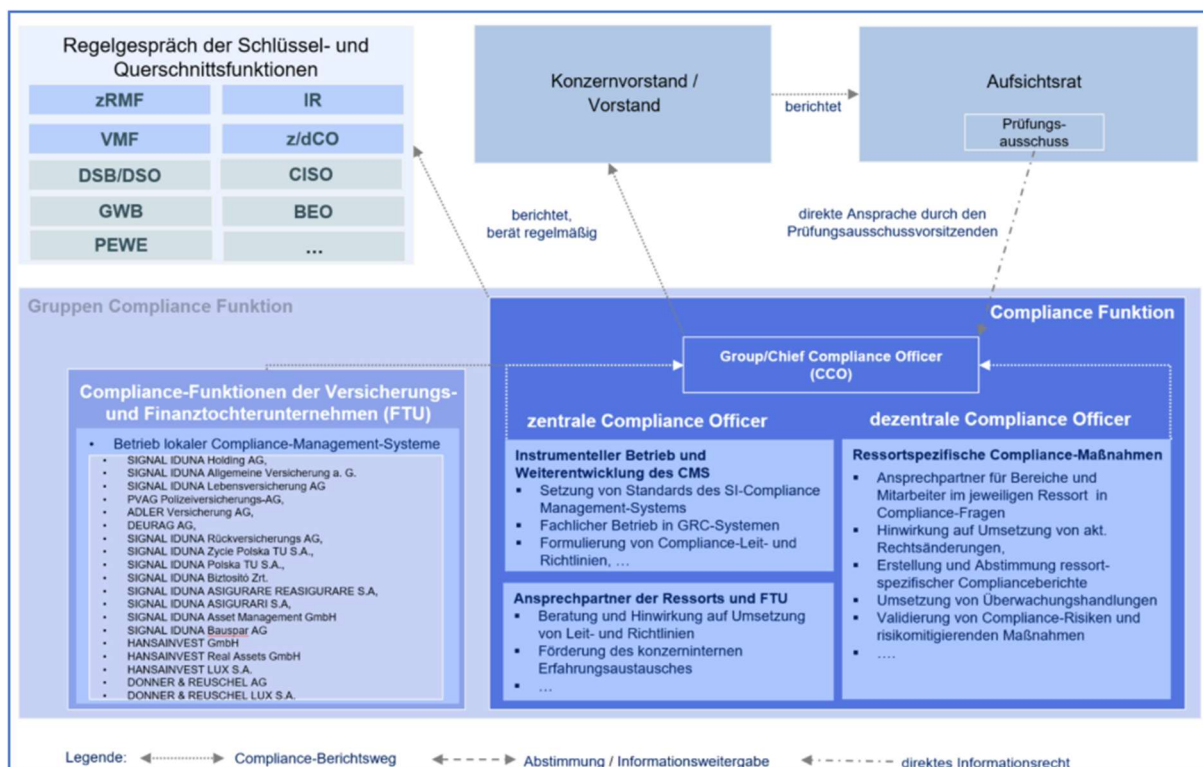 Regelgespräch der Schlüssel- und
Querschnittsfunktionen
zRMF
IR
VMF
z/dCO
DSB/DSO
CISO
GWB
BEO
PEWE
...
Konzernvorstand /
Vorstand
berichtet
Aufsichtsrat
Prüfungs-
ausschuss
berichtet,
berät regelmäßig
direkte Ansprache durch den
Prüfungsausschussvorsitzenden
Gruppen Compliance Funktion
Compliance Funktion
Group/Chief Compliance Officer
(CCO)
Compliance-Funktionen der Versicherungs-
und Finanztochterunternehmen (FTU)
• Betrieb lokaler Compliance-Management-Systeme
• SIGNAL IDUNA Holding AG,
• SIGNAL IDUNA Allgemeine Versicherung a. G.
• SIGNAL IDUNA Lebensversicherung AG
• PVAG Polizeiversicherungs-AG,
• ADLER Versicherung AG,
• DEURAG AG,
• SIGNAL IDUNA Rückversicherungs AG,
• SIGNAL IDUNA Zycie Polska TU S.A.,
• SIGNAL IDUNA Polska TU S.A.,
• SIGNAL IDUNA Biztosító Zrt.
• SIGNAL IDUNA ASIGURARE REASIGURARE S.A,
• SIGNAL IDUNA ASIGURARI S.A,
• SIGNAL IDUNA Asset Management GmbH
• SIGNAL IDUNA Bauspar AG
• HANSAINVEST GmbH
• HANSAINVEST Real Assets GmbH
• HANSAINVEST LUX S.A.
• DONNER & REUSCHEL AG
• DONNER & REUSCHEL LUX S.A.
zentrale Compliance Officer
Instrumenteller Betrieb und
Weiterentwicklung des CMS
▪ Setzung von Standards des SI-Compliance
Management-Systems
▪ Fachlicher Betrieb in GRC-Systemen
▪ Formulierung von Compliance-Leit- und
Richtlinien, …
Ansprechpartner der Ressorts und FTU
▪ Beratung und Hinwirkung auf Umsetzung
von Leit- und Richtlinien
▪ Förderung des konzerninternen
Erfahrungsaustausches
▪ …
dezentrale Compliance Officer
Ressortspezifische Compliance-Maßnahmen
▪ Ansprechpartner für Bereiche und
Mitarbeiter im jeweiligen Ressort in
Compliance-Fragen
▪ Hinwirkung auf Umsetzung von akt.
Rechtsänderungen,
▪ Erstellung und Abstimmung ressort-
spezifischer Complianceberichte
▪ Umsetzung von Überwachungshandlungen
▪ Validierung von Compliance-Risiken und
risikomitigierenden Maßnahmen
▪ ….
Legende:
Compliance-Berichtsweg
Abstimmung / Informationsweitergabe
direktes Informationsrecht